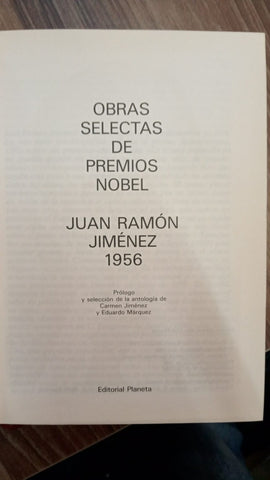 OBRAS
SELECTAS
DE
PREMIOS
NOBEL
JUAN RAMÓN
JIMÉNEZ
1956
Prólogo
y selección de la antología de
Carmen Jiménez
y Eduardo Márquez
Editorial Planeta